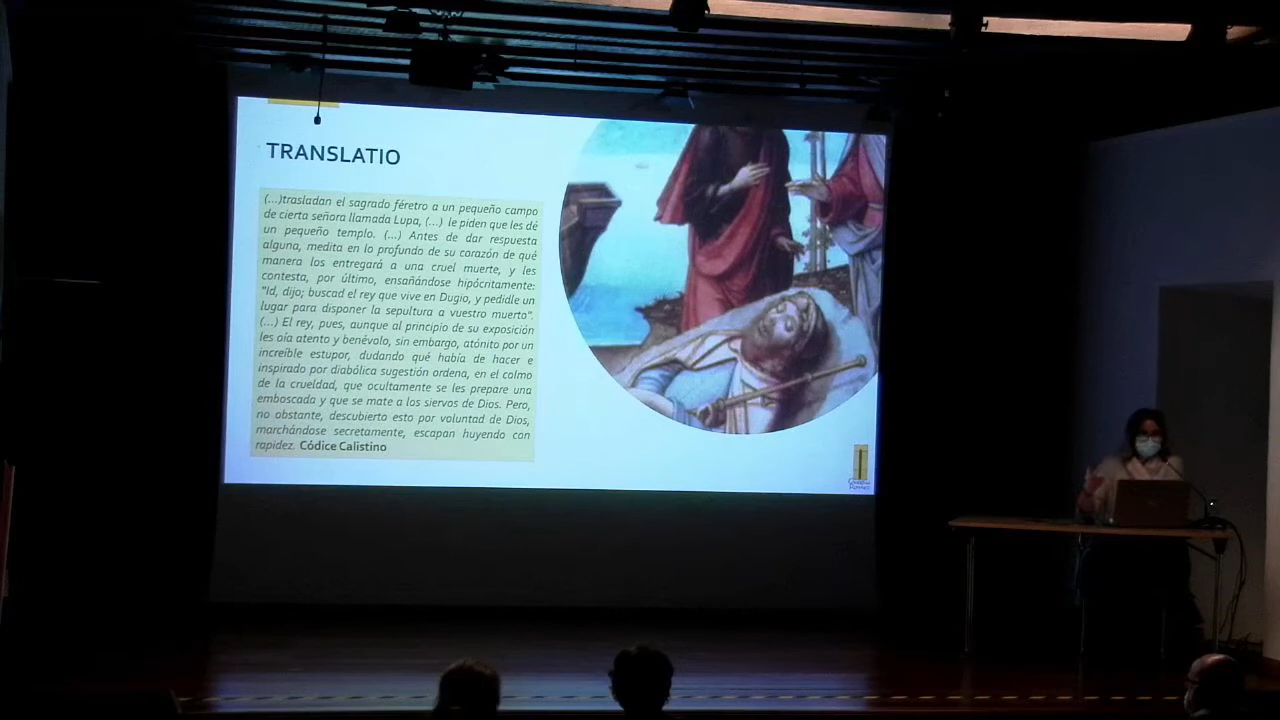 TRANSLATIO
(...)trasladan el sagrado féretro a un pequeño campo
de cierta señora llamada Lupa, (...) le piden que les dé
un pequeño templo. (...) Antes de dar respuesta
alguna, medita en lo profundo de su corazón de qué
manera los entregará a una cruel muerte, y les
contesta, por último, ensañándose hipócritamente:
"Id, dijo; buscad el rey que vive en Dugio, y pedidle un
lugar para disponer la sepultura a vuestro muerto".
(...) El rey, pues, aunque al principio de su exposición
les oía atento y benévolo, sin embargo, atónito por un
increíble estupor, dudando qué había de hacer e
inspirado por diabólica sugestión ordena, en el colmo
de la crueldad, que ocultamente se les prepare una
emboscada y que se mate a los siervos de Dios. Pero,
no obstante, descubierto esto por voluntad de Dios,
marchándose secretamente, escapan huyendo con
rapidez. Códice Calistino